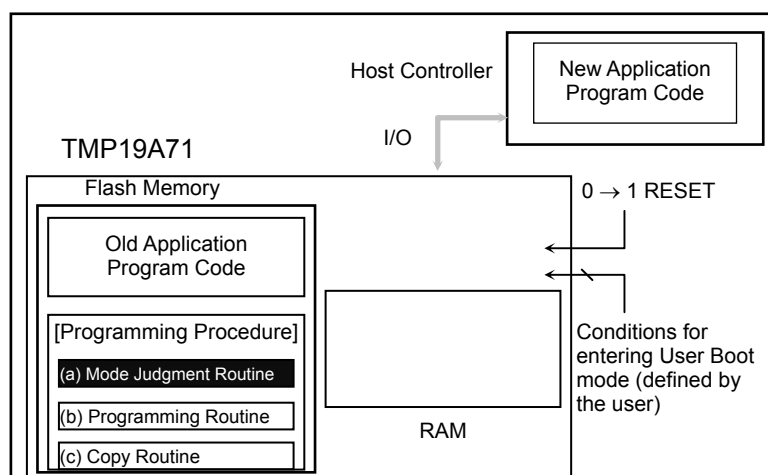 Host Controller
New Application
Program Code
I/O
TMP19A71
Flash Memory
0 → 1 RESET
Old Application
Program Code
[Programming Procedure]
(a) Mode Judgment Routine
(b) Programming Routine
(c) Copy Routine
RAM
Conditions for
entering User Boot
mode (defined by
the user)